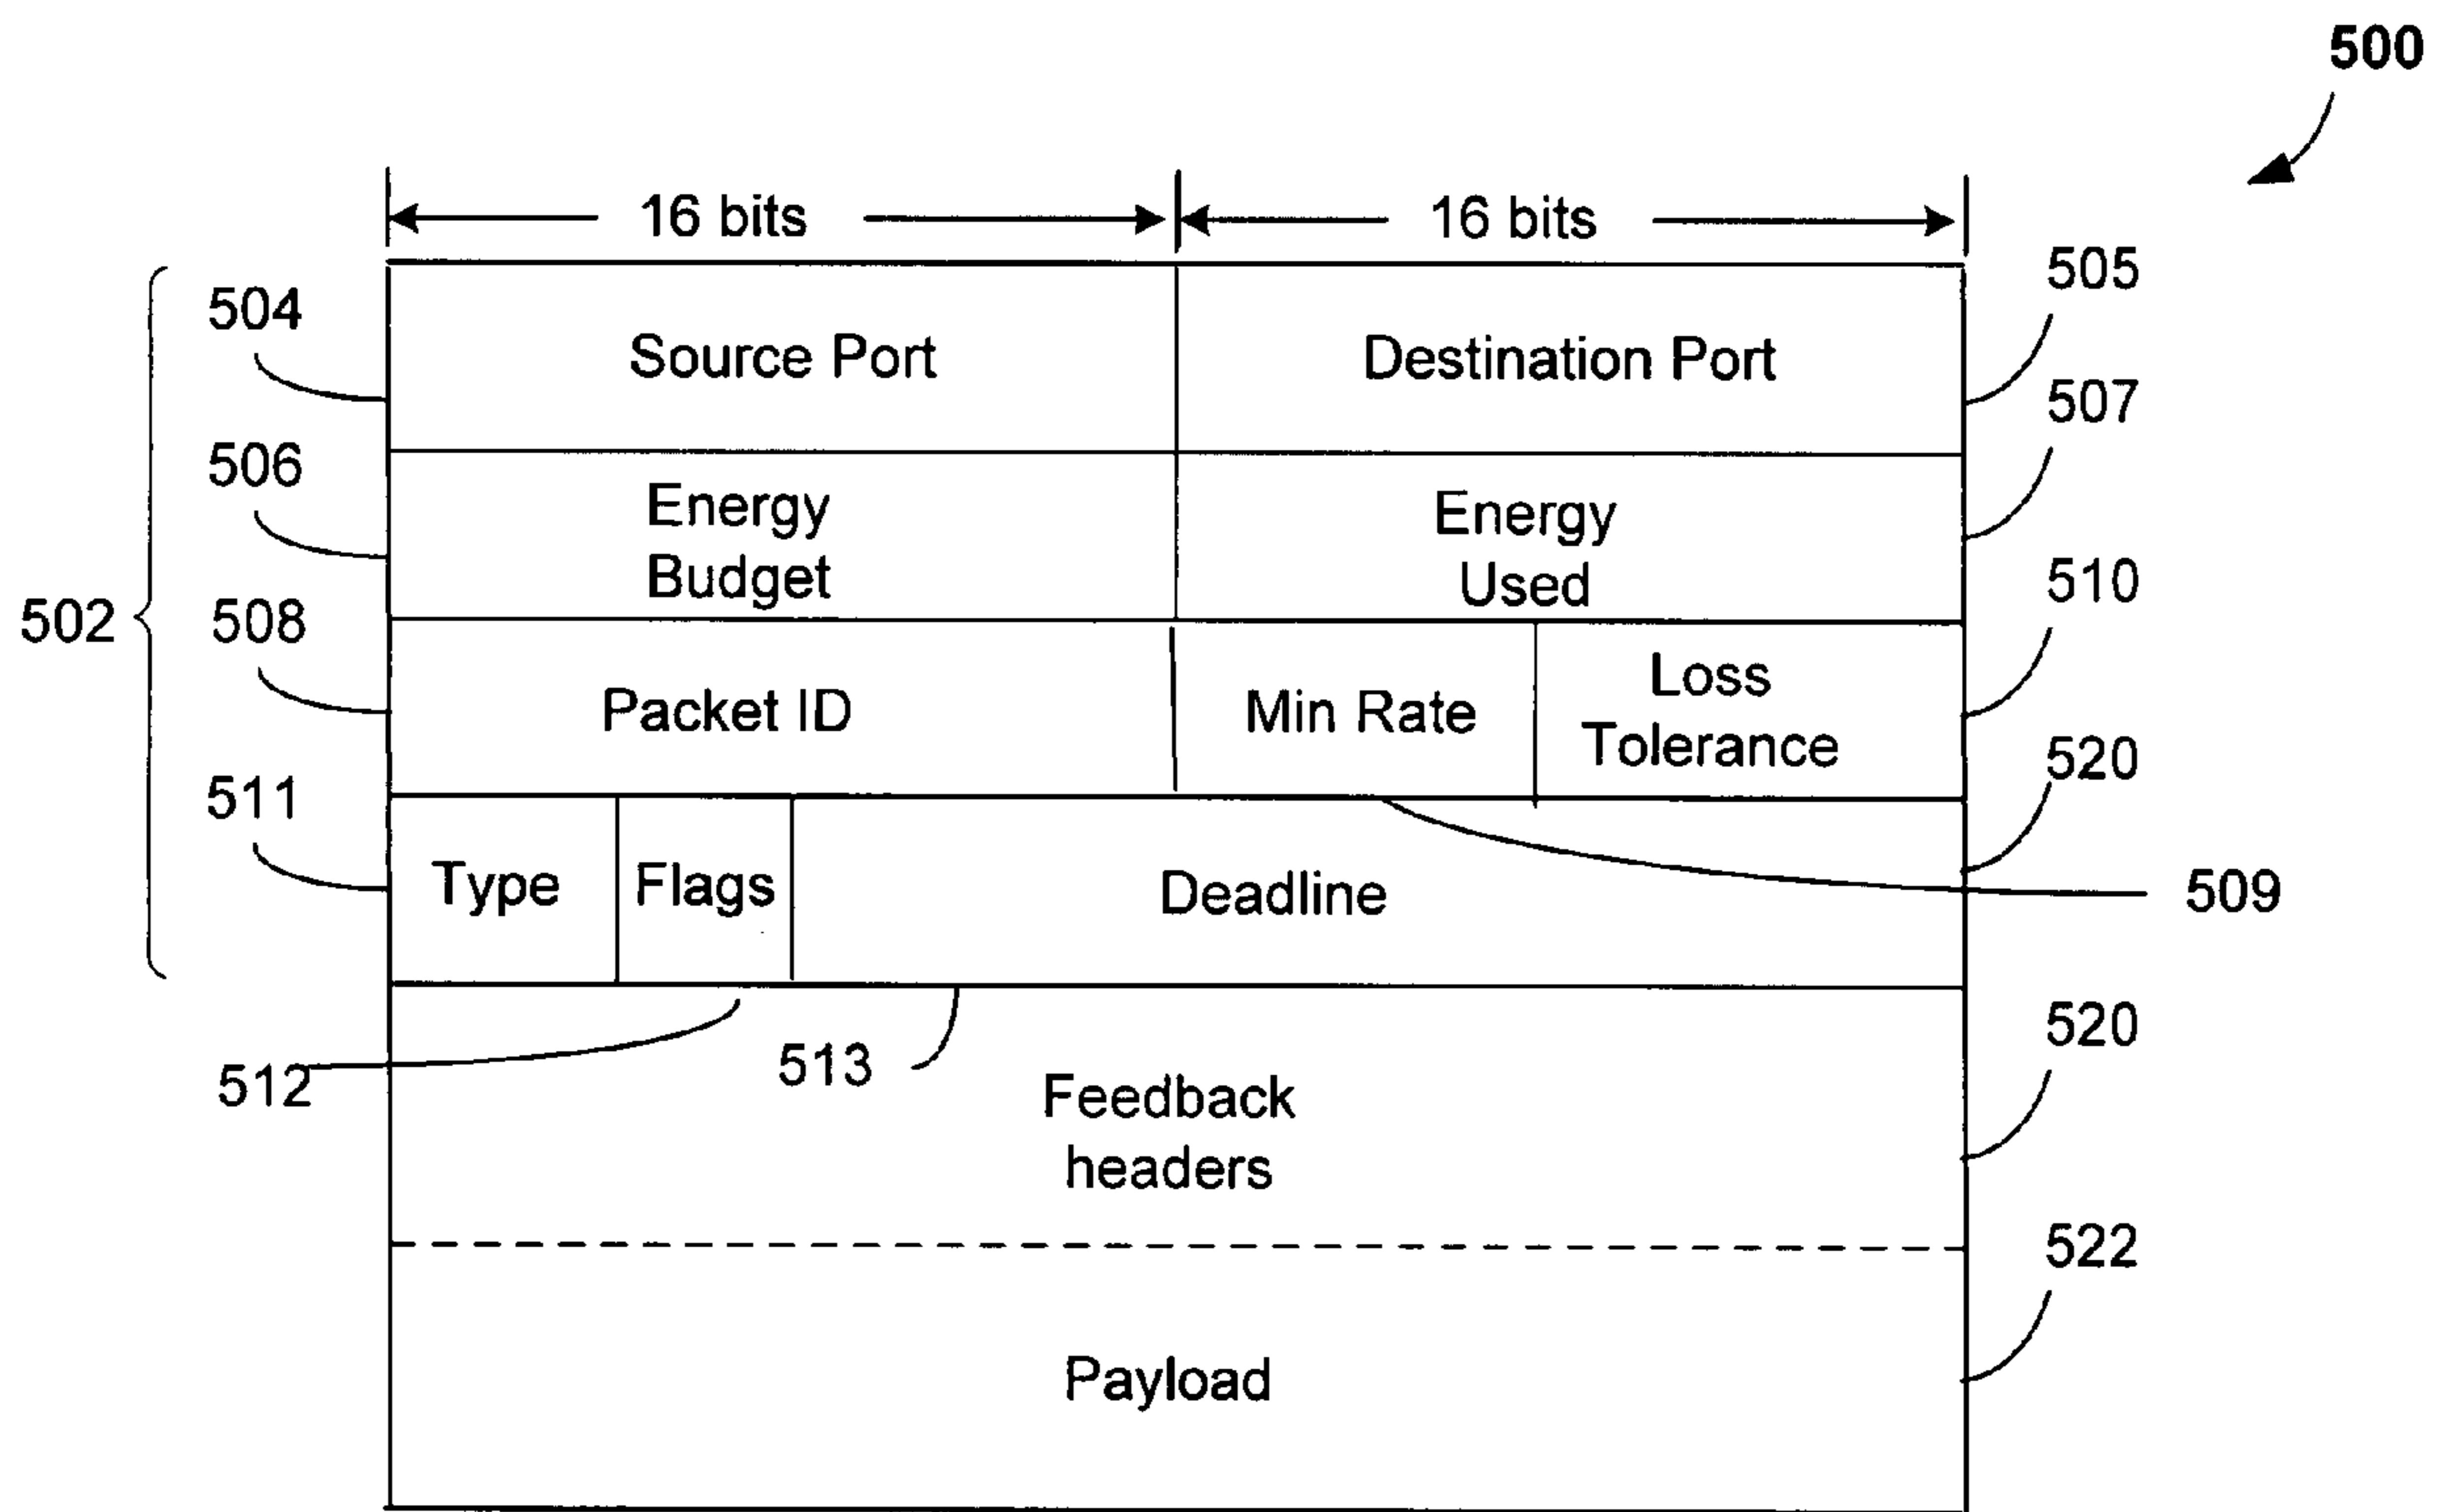 500
16 bits
16 bits
505
504
Source Port
Destination Port
507
506
Energy
Budget
Energy
Used
510
502
508
Packet ID
Min Rate
Loss
Tolerance
520
511
Type
Flags
Deadline
509
520
512
513
Feedback
headers
522
Payload